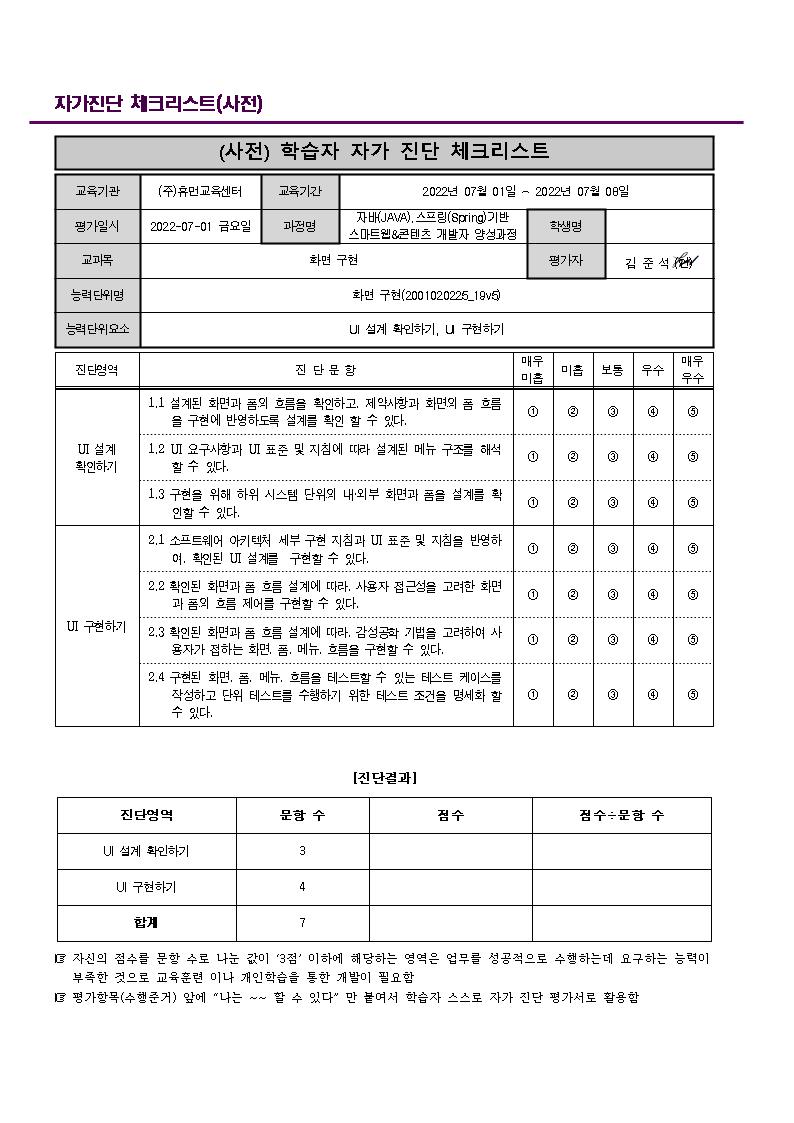 자가진단 체크리스트(사전)
(사전) 학습자 자가 진단 체크리스트
교육기관 (주)휴먼교육센터 교육기간 2022년 07월 01일 ~ 2022년 07월 08일
평가일시 2022-07-01 금요일 과정명 자바(JAVA),스프링(Spring)기반
스마트웹&콘텐츠 개발자 양성과정 학생명
교과목 화면 구현 평가자 김 준 석 (인)
능력단위명 화면 구현(2001020225_19v5)
능력단위요소 UI 설계 확인하기, UI 구현하기
진단영역 진 단 문 항 매우 미흡 미흡 보통 우수 매우 우수
UI 설계
확인하기
1.1 설계된 화면과 폼의 흐름을 확인하고, 제약사항과 화면의 폼 흐름
을 구현에 반영하도록 설계를 확인 할 수 있다. ① ② ③ ④ ⑤
1.2 UI 요구사항과 UI 표준 및 지침에 따라 설계된 메뉴 구조를 해석
할 수 있다. ① ② ③ ④ ⑤
1.3 구현을 위해 하위 시스템 단위의 내·외부 화면과 폼을 설계를 확
인할 수 있다. ① ② ③ ④ ⑤
UI 구현하기
2.1 소프트웨어 아키텍처 세부 구현 지침과 UI 표준 및 지침을 반영하
여, 확인된 UI 설계를 구현할 수 있다. ① ② ③ ④ ⑤
2.2 확인된 화면과 폼 흐름 설계에 따라, 사용자 접근성을 고려한 화면
과 폼의 흐름 제어를 구현할 수 있다. ① ② ③ ④ ⑤
2.3 확인된 화면과 폼 흐름 설계에 따라, 감성공학 기법을 고려하여 사
용자가 접하는 화면, 폼, 메뉴, 흐름을 구현할 수 있다. ① ② ③ ④ ⑤
2.4 구현된 화면, 폼, 메뉴, 흐름을 테스트할 수 있는 테스트 케이스를
작성하고 단위 테스트를 수행하기 위한 테스트 조건을 명세화 할
수 있다. ① ② ③ ④ ⑤
[진단결과]
진단영역 문항 수 점수 점수÷문항 수
UI 설계 확인하기 3
UI 구현하기 4
합계 7
☞ 자신의 점수를 문항 수로 나눈 값이 ‘3점’ 이하에 해당하는 영역은 업무를 성공적으로 수행하는데 요구하는 능력이
부족한 것으로 교육훈련 이나 개인학습을 통한 개발이 필요함
☞ 평가항목(수행준거) 앞에 “나는 ~~ 할 수 있다” 만 붙여서 학습자 스스로 자가 진단 평가서로 활용함